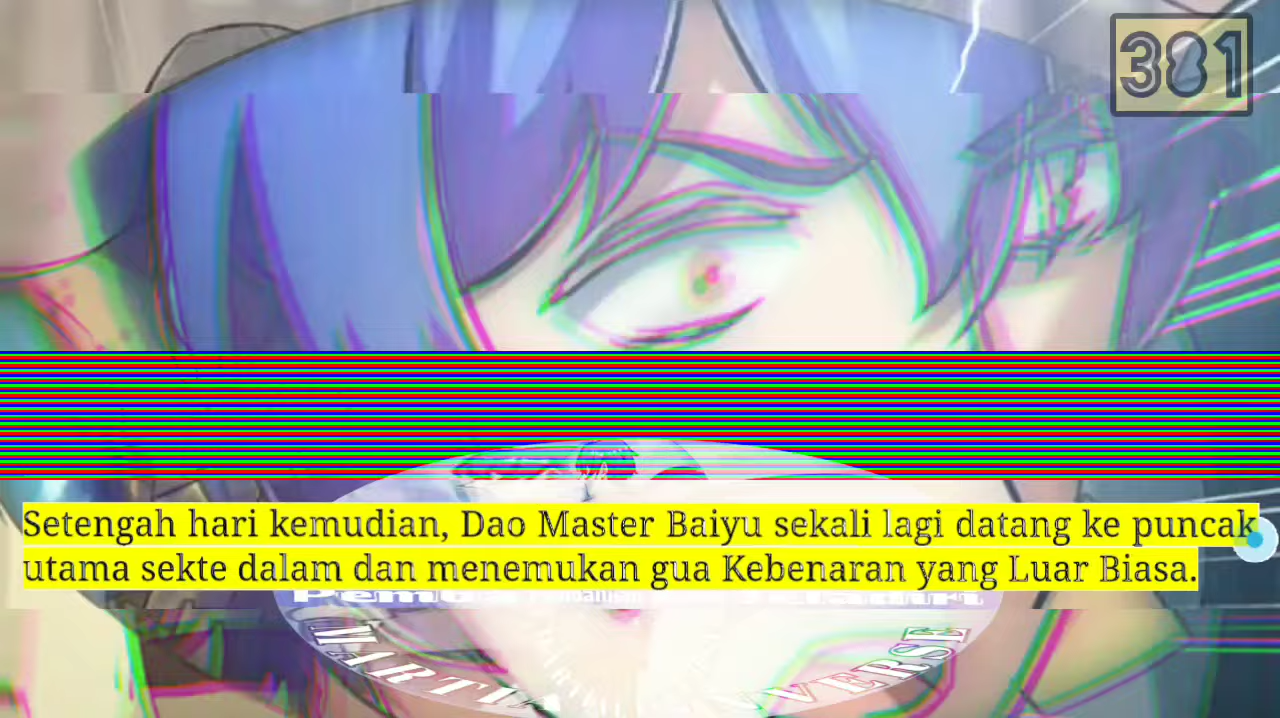 381
Setengah hari kemudian, Dao Master Baiyu sekali lagi datang ke puncak
utama sekte dalam dan menemukan gua Kebenaran yang Luar Biasa.